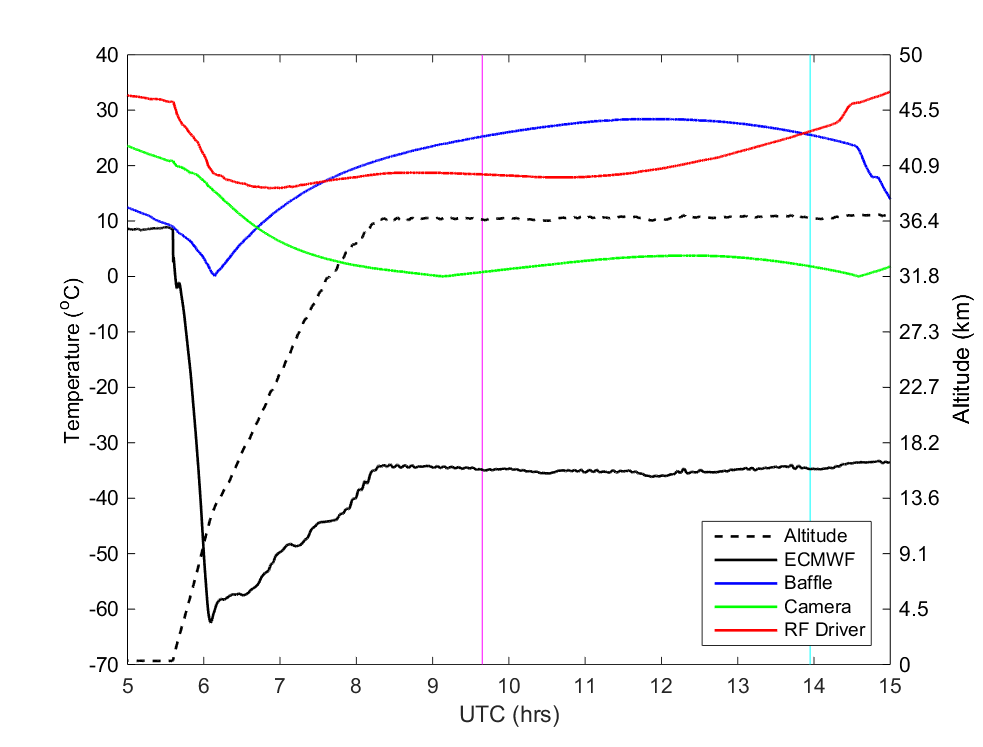 40
30
20
10
0
-10
-20
-30
-40
-50
-60
-70
Temperature (°C)
50
45.5
40.9
36.4
31.8
27.3
22.7
18.2
13.6
9.1
4.5
0
Altitude (km)
Altitude
ECMWF
Baffle
Camera
RF Driver
5 6 7 8 9 10 11 12 13 14 15
UTC (hrs)